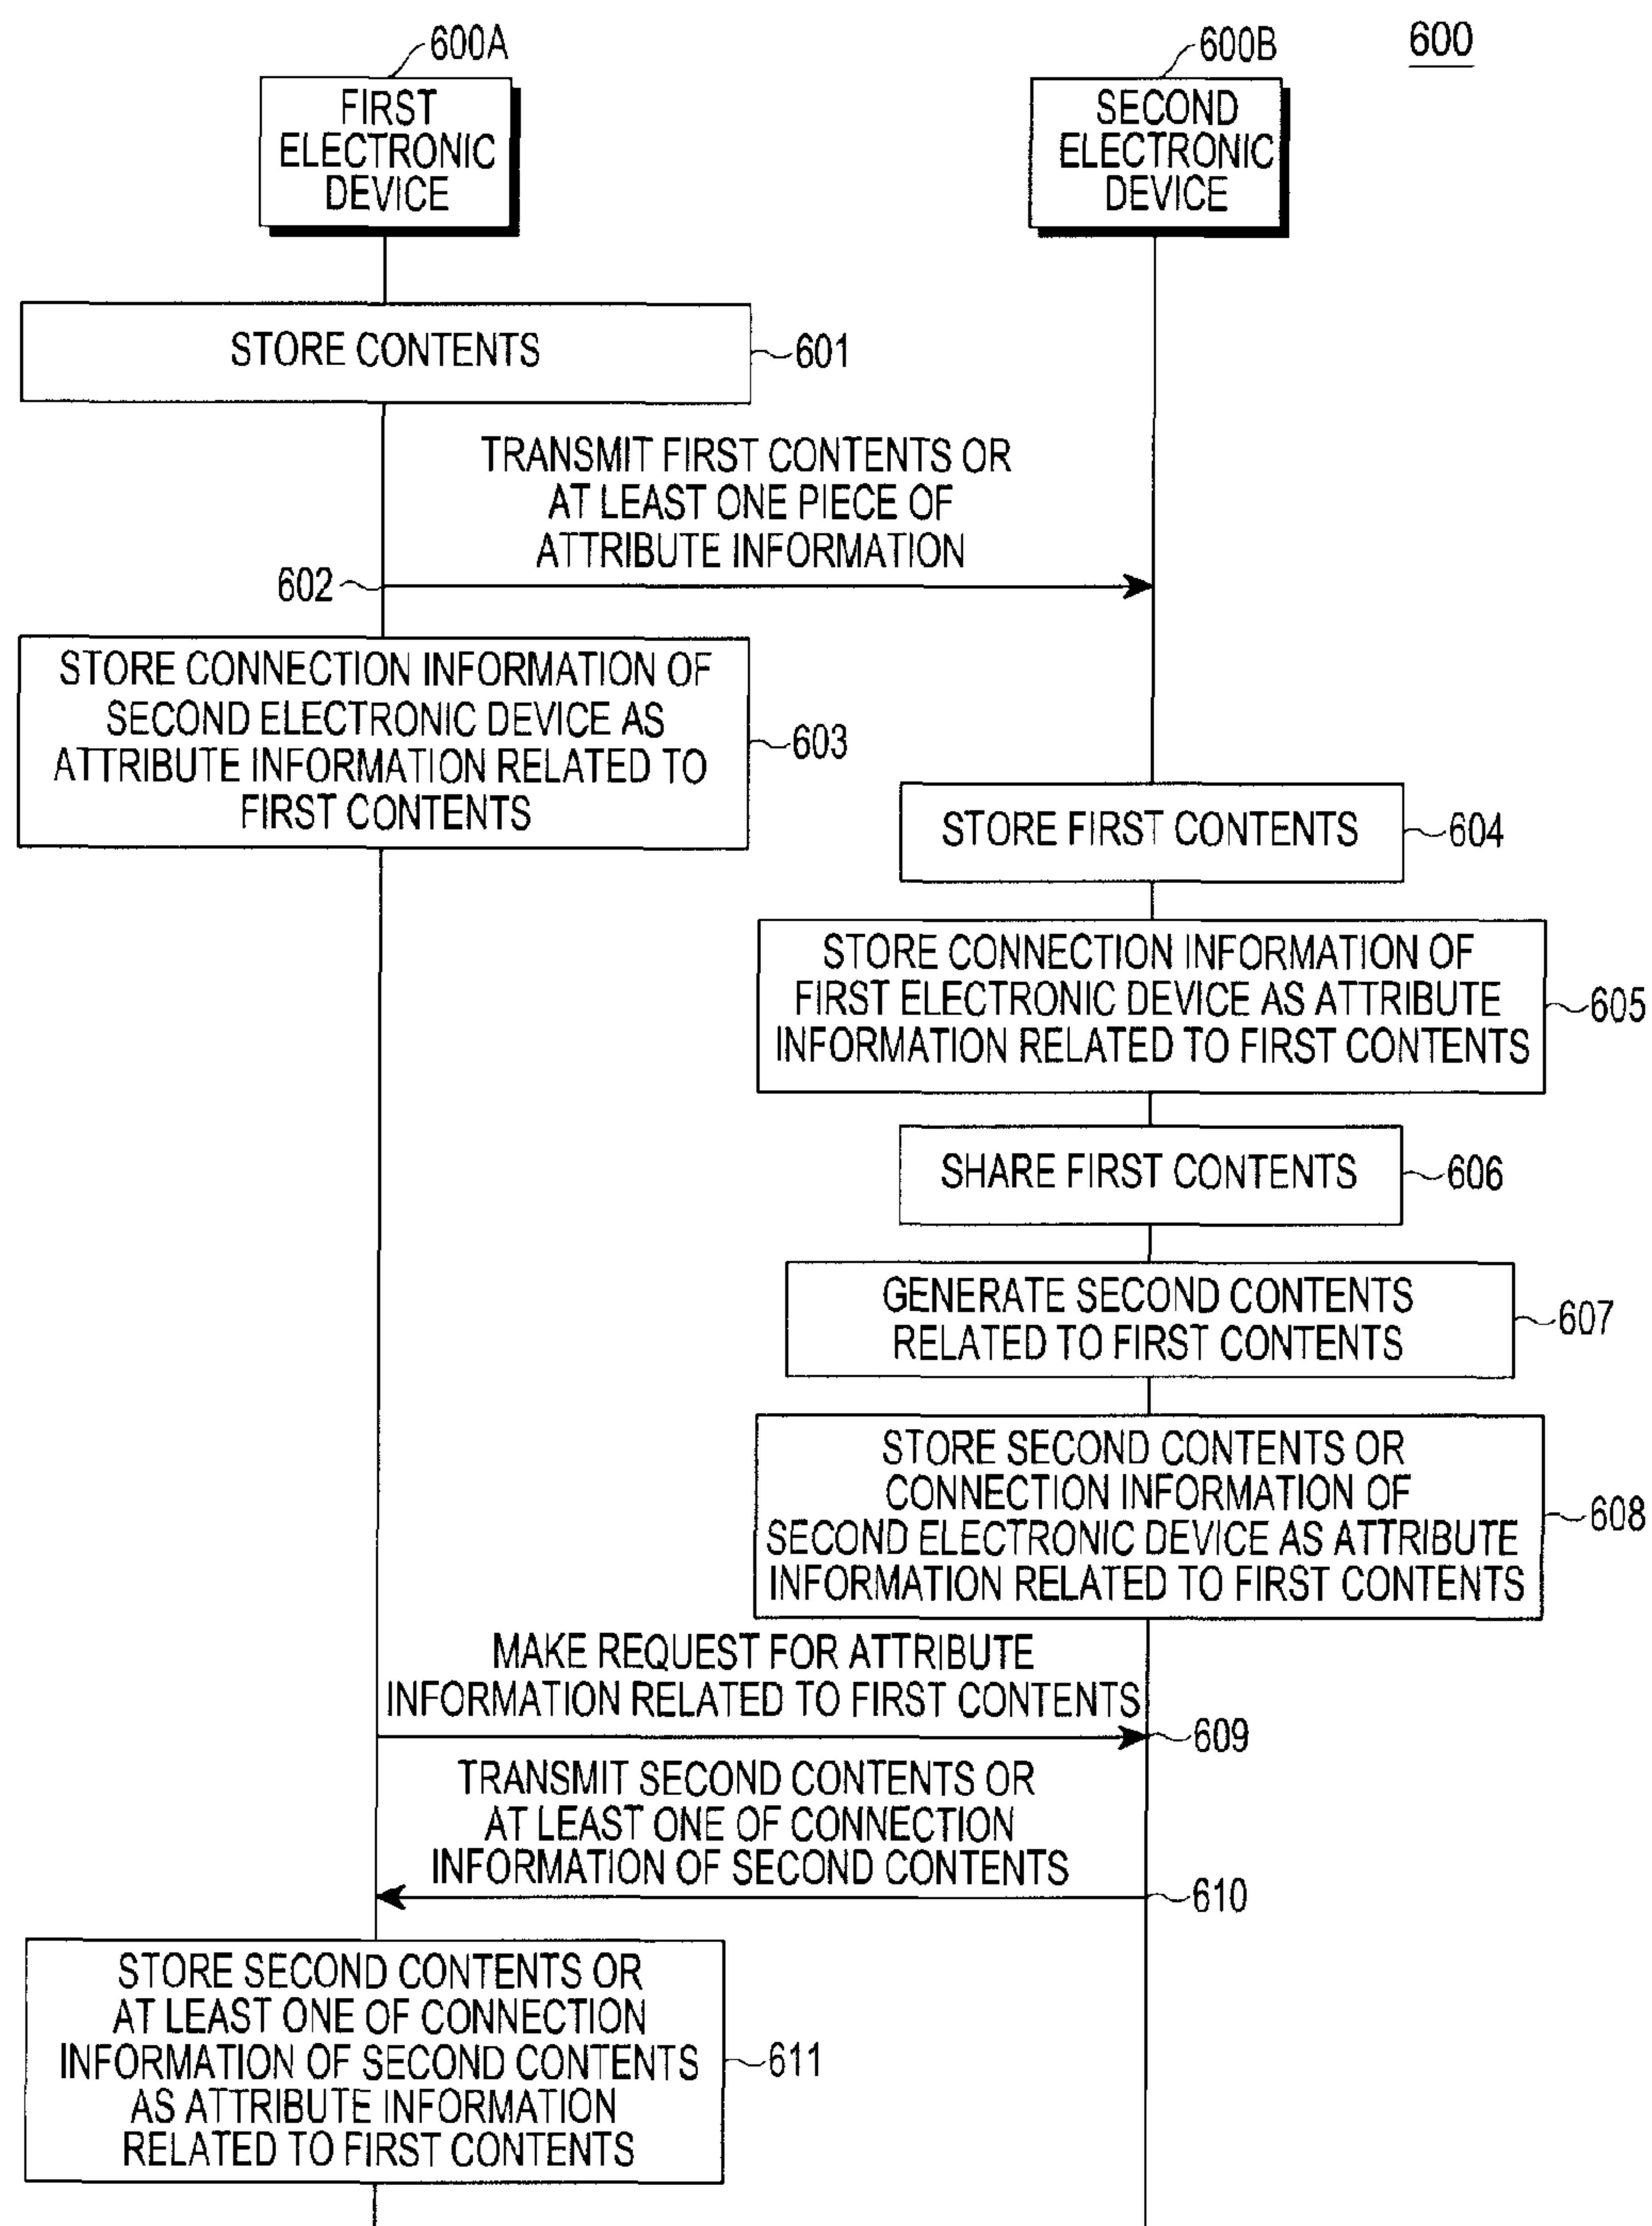 600A
600B
600
FIRST
ELECTRONIC
DEVICE
SECOND
ELECTRONIC
DEVICE
STORE CONTENTS
601
TRANSMIT FIRST CONTENTS OR
AT LEAST ONE PIECE OF
ATTRIBUTE INFORMATION
602
STORE CONNECTION INFORMATION OF
SECOND ELECTRONIC DEVICE AS
ATTRIBUTE INFORMATION RELATED TO
FIRST CONTENTS
603
STORE FIRST CONTENTS
604
STORE CONNECTION INFORMATION OF
FIRST ELECTRONIC DEVICE AS ATTRIBUTE
INFORMATION RELATED TO FIRST CONTENTS
605
SHARE FIRST CONTENTS
606
GENERATE SECOND CONTENTS
RELATED TO FIRST CONTENTS
607
STORE SECOND CONTENTS OR
CONNECTION INFORMATION OF
SECOND ELECTRONIC DEVICE AS ATTRIBUTE
INFORMATION RELATED TO FIRST CONTENTS
608
MAKE REQUEST FOR ATTRIBUTE
INFORMATION RELATED TO FIRST CONTENTS
609
TRANSMIT SECOND CONTENTS OR
AT LEAST ONE OF CONNECTION
INFORMATION OF SECOND CONTENTS
610
STORE SECOND CONTENTS OR
AT LEAST ONE OF CONNECTION
INFORMATION OF SECOND CONTENTS
AS ATTRIBUTE INFORMATION
RELATED TO FIRST CONTENTS
611